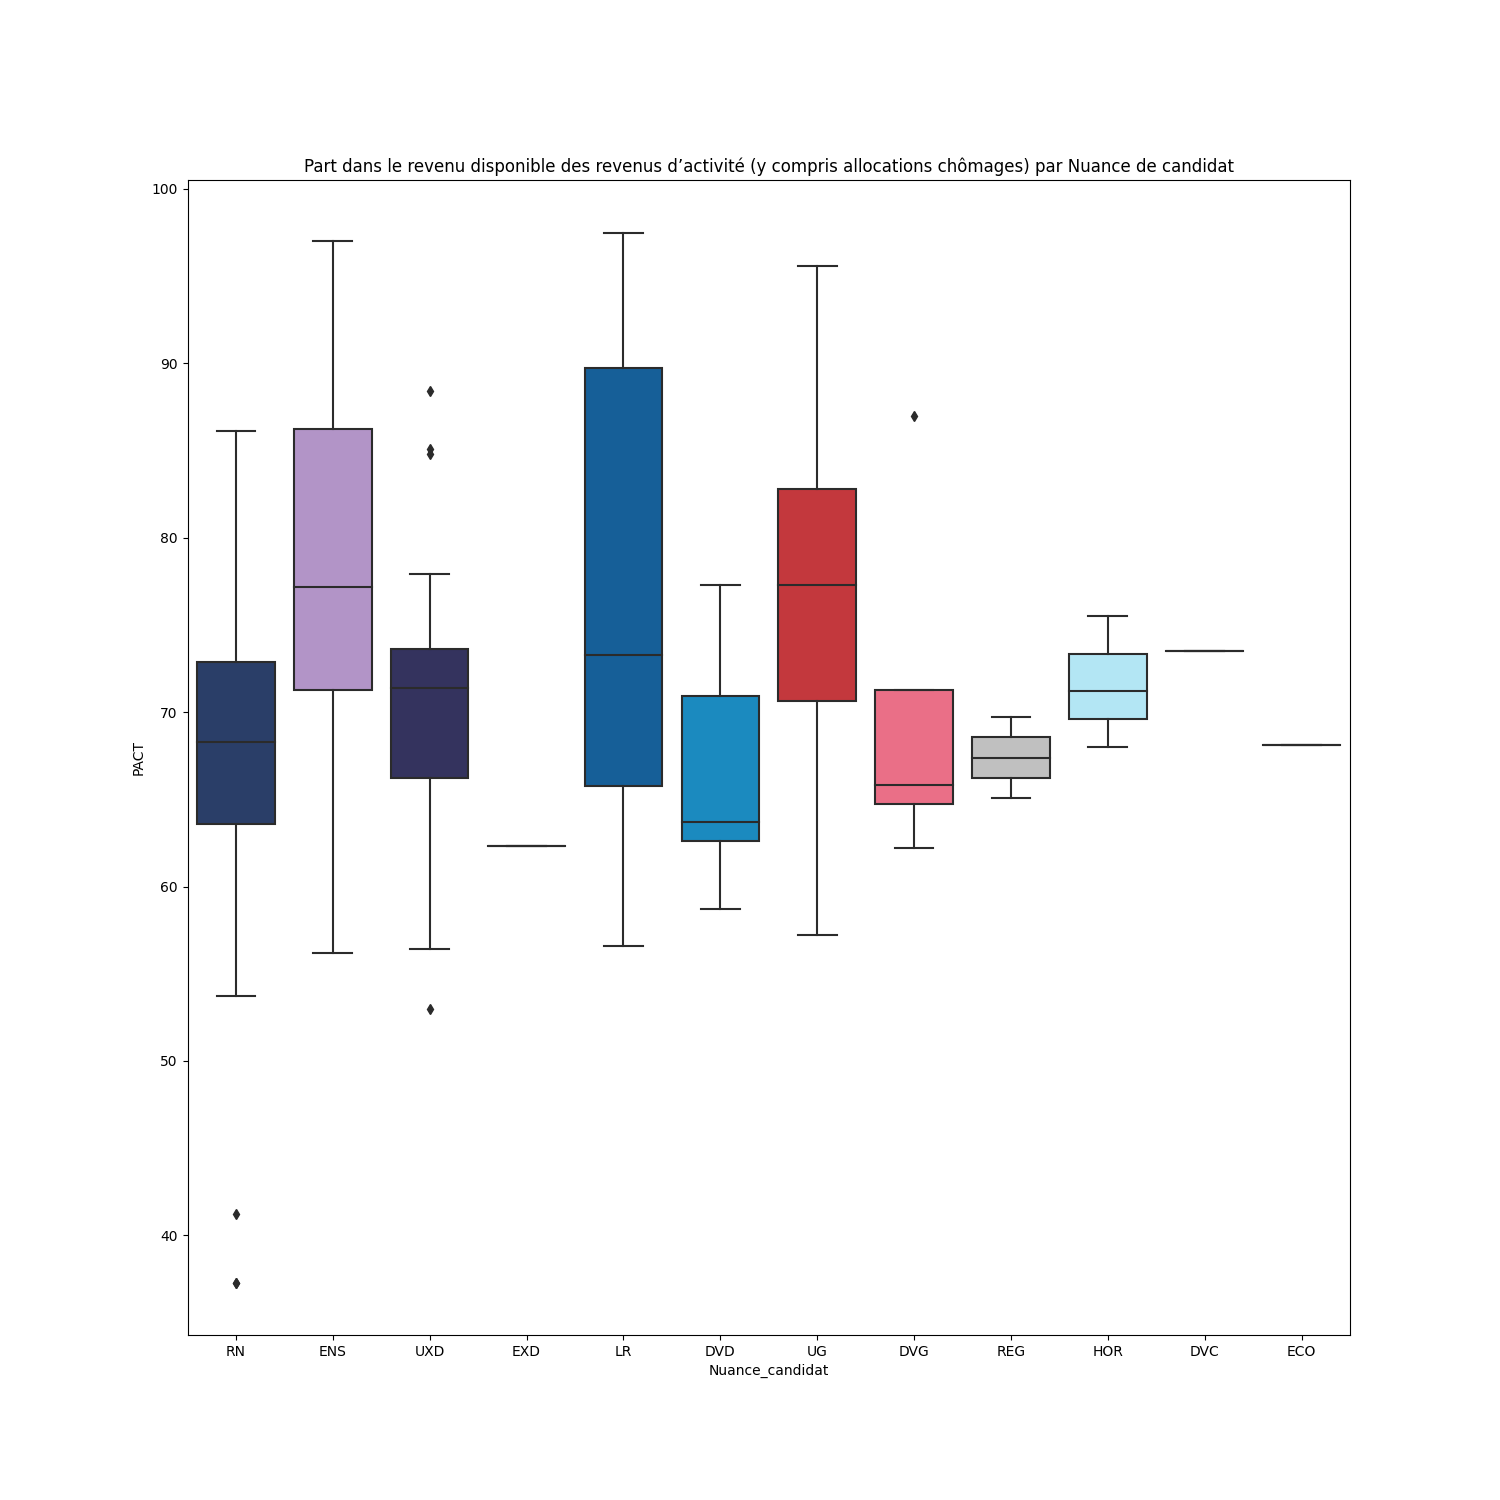 Part dans le revenu disponible des revenus d’activité (y compris allocations chômages) par Nuance de candidat
100
90
80
70
60
50
40
PACT
RN ENS UXD EXD LR DVD UG DVG REG HOR DVC ECO
Nuance_candidat